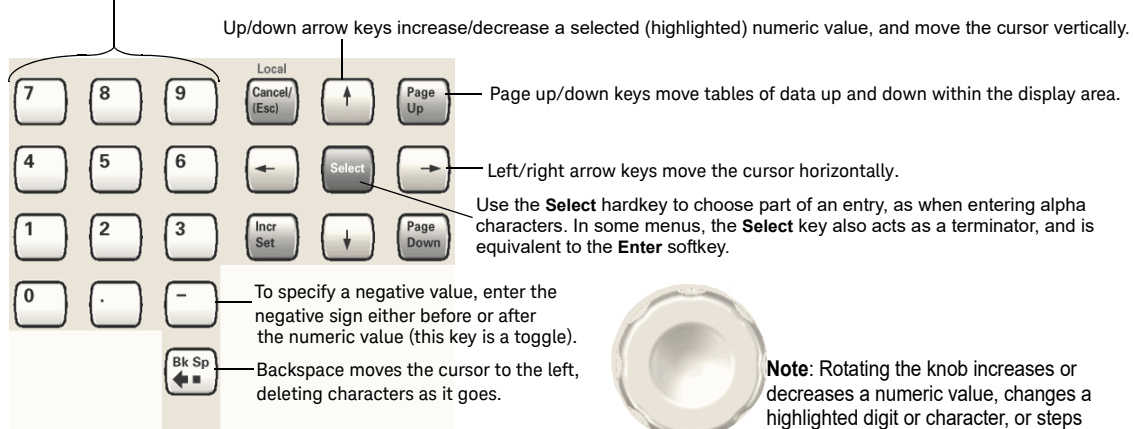 Up/down arrow keys increase/decrease a selected (highlighted) numeric value, and move the cursor vertically.
Local
7
8
9
Cancel/
(Esc)
Page
Up
Page up/down keys move tables of data up and down within the display area.
4
5
6
Select
Left/right arrow keys move the cursor horizontally.
Use the Select hardkey to choose part of an entry, as when entering alpha
characters. In some menus, the Select key also acts as a terminator, and is
equivalent to the Enter softkey.
1
2
3
Incr
Set
Page
Down
0
.
–
To specify a negative value, enter the
negative sign either before or after
the numeric value (this key is a toggle).
Bk Sp
Backspace moves the cursor to the left,
deleting characters as it goes.
Note: Rotating the knob increases or
decreases a numeric value, changes a
highlighted digit or character, or steps